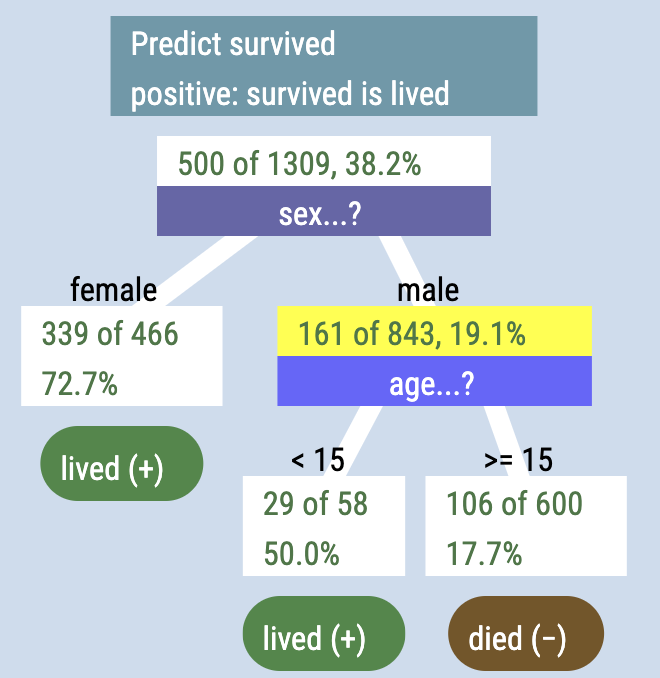 Predict survived
positive: survived is lived
500 of 1309, 38.2%
sex...?
female
male
339 of 466
72.7%
161 of 843, 19.1%
age...?
lived (+)
< 15
>= 15
29 of 58
50.0%
106 of 600
17.7%
lived (+)
died (−)